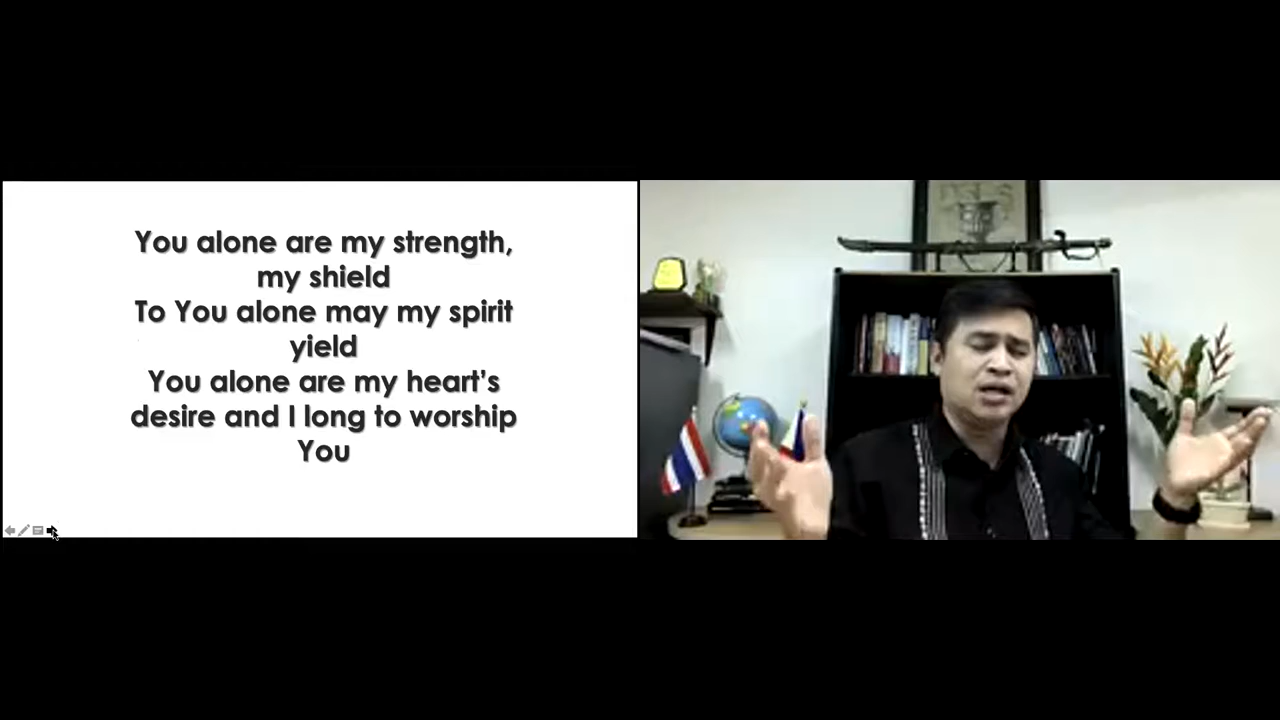 You alone are my strength,
my shield
To You alone may my spirit
yield
You alone are my heart's
desire and I long to worship
You